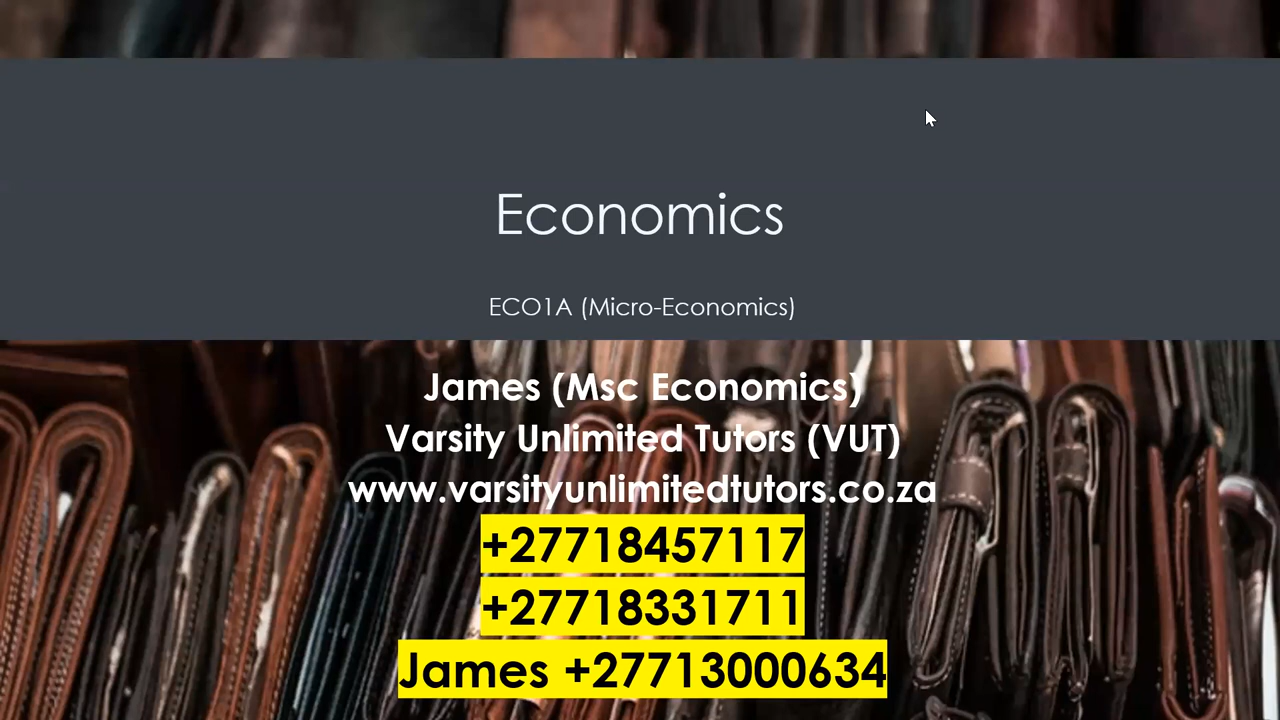 Economics
ECO1A (Micro-Economics)
James (Msc Economics)
Varsity Unlimited Tutors (VUT)
www.varsityunlimitedtutors.co.za
+27718457117
+27718331711
James +27713000634